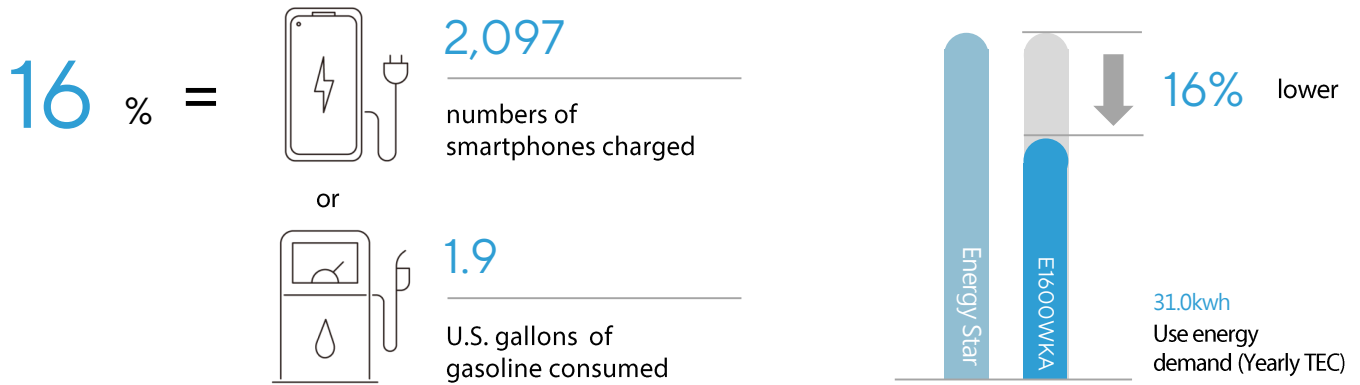 16 % =
2,097
numbers of
smartphones charged
or
1.9
U.S. gallons of
gasoline consumed
Energy Star
E1600WKA
16% lower
31.0kwh
Use energy
demand (Yearly TEC)